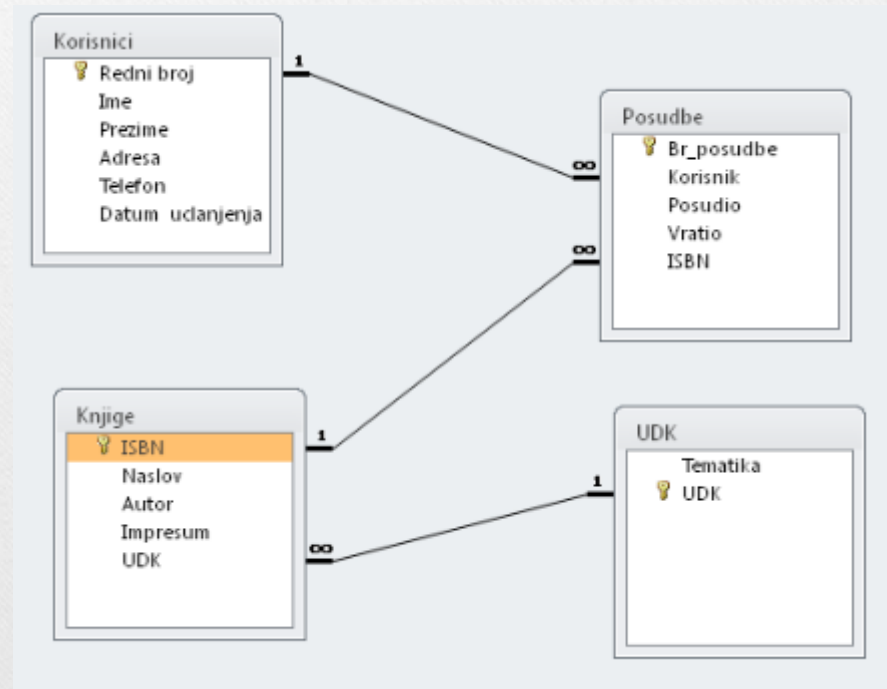 Korisnici
Redni broj
Ime
Prezime
Adresa
Telefon
Datum uclanjenja
1
∞
Posudbe
Br_posudbe
Korisnik
Posudio
Vratio
ISBN
∞
Knjige
ISBN
Naslov
Autor
Impresum
UDK
1
∞
UDK
Tematika
UDK
1